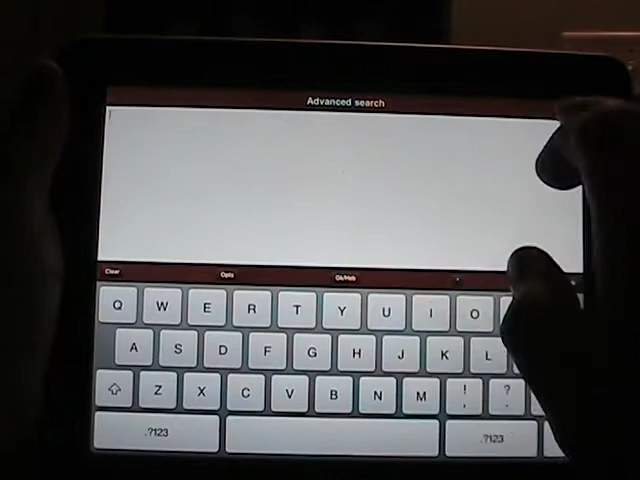 Advanced search
Clear Opts Gk/Heb
Q W E R T Y U I O
A S D F G H J K L
Z X C V B N M ! , ? .
.?123 .?123